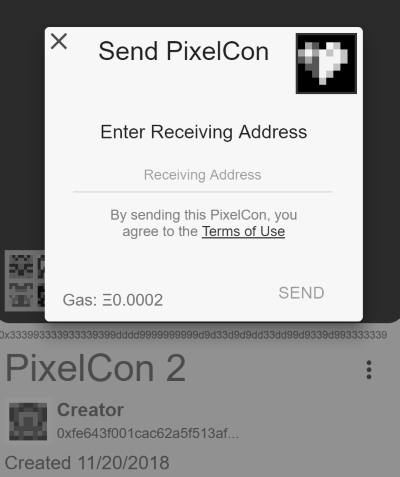 Send PixelCon
Enter Receiving Address
Receiving Address
By sending this PixelCon, you
agree to the Terms of Use
Gas: Ξ0.0002
SEND
PixelCon 2
Creator
0xfe643f001cac62a5f513af...
Created 11/20/2018